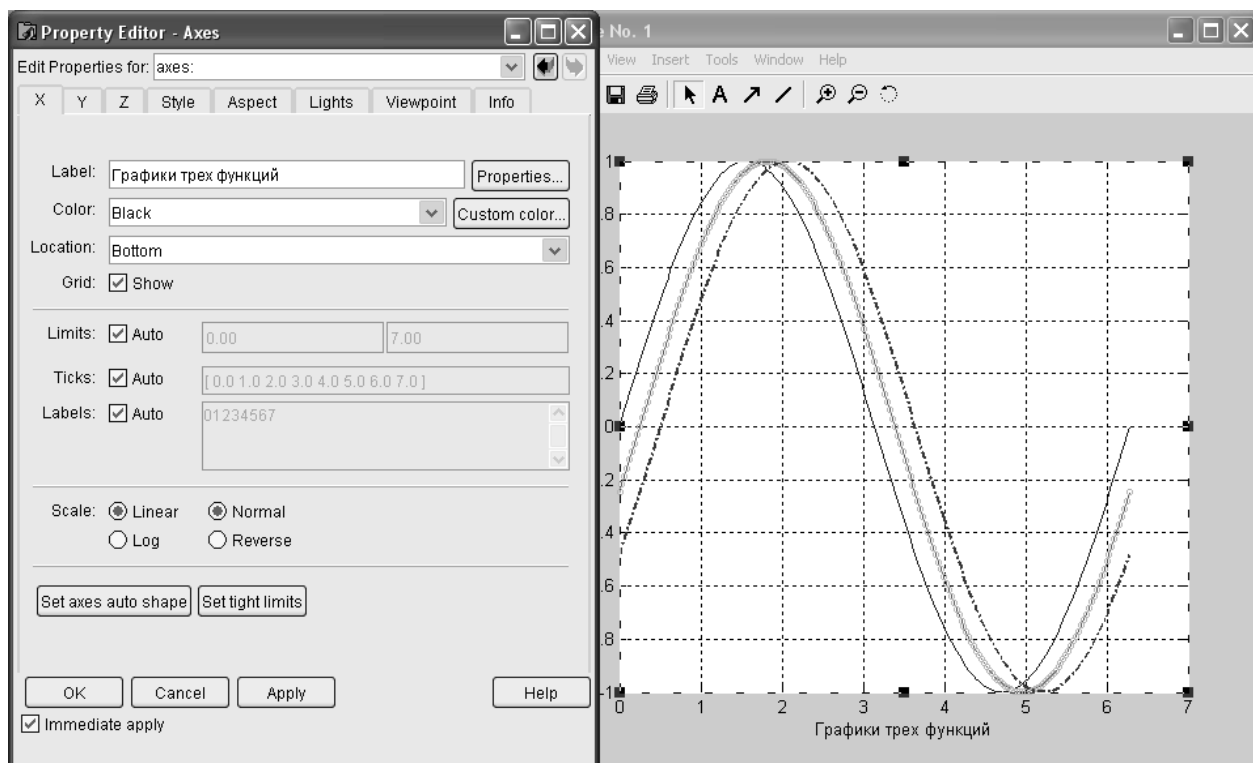 Property Editor - Axes
Edit Properties for: axes:
X Y Z Style Aspect Lights Viewpoint Info
Label: Графики трех функций Properties...
Color: Black Custom color...
Location: Bottom
Grid: Show
Limits: Auto 0.00 7.00
Ticks: Auto [ 0.0 1.0 2.0 3.0 4.0 5.0 6.0 7.0 ]
Labels: Auto 01234567
Scale: Linear Normal
Log Reverse
Set axes auto shape Set tight limits
OK Cancel Apply Help
Immediate apply
e No. 1
View Insert Tools Window Help
A
1
.8
.6
.4
.2
0
.2
.4
.6
.8
-1
0 1 2 3 4 5 6 7
Графики трех функций